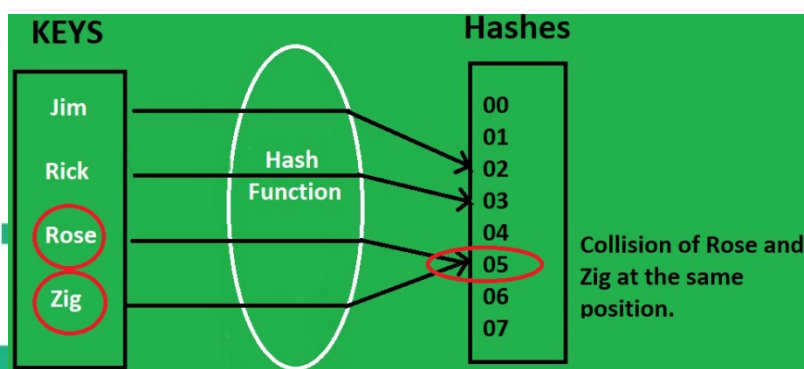 KEYS
Hashes
Jim
Rick
Rose
Zig
Hash
Function
00
01
02
03
04
05
06
07
Collision of Rose and
Zig at the same
position.